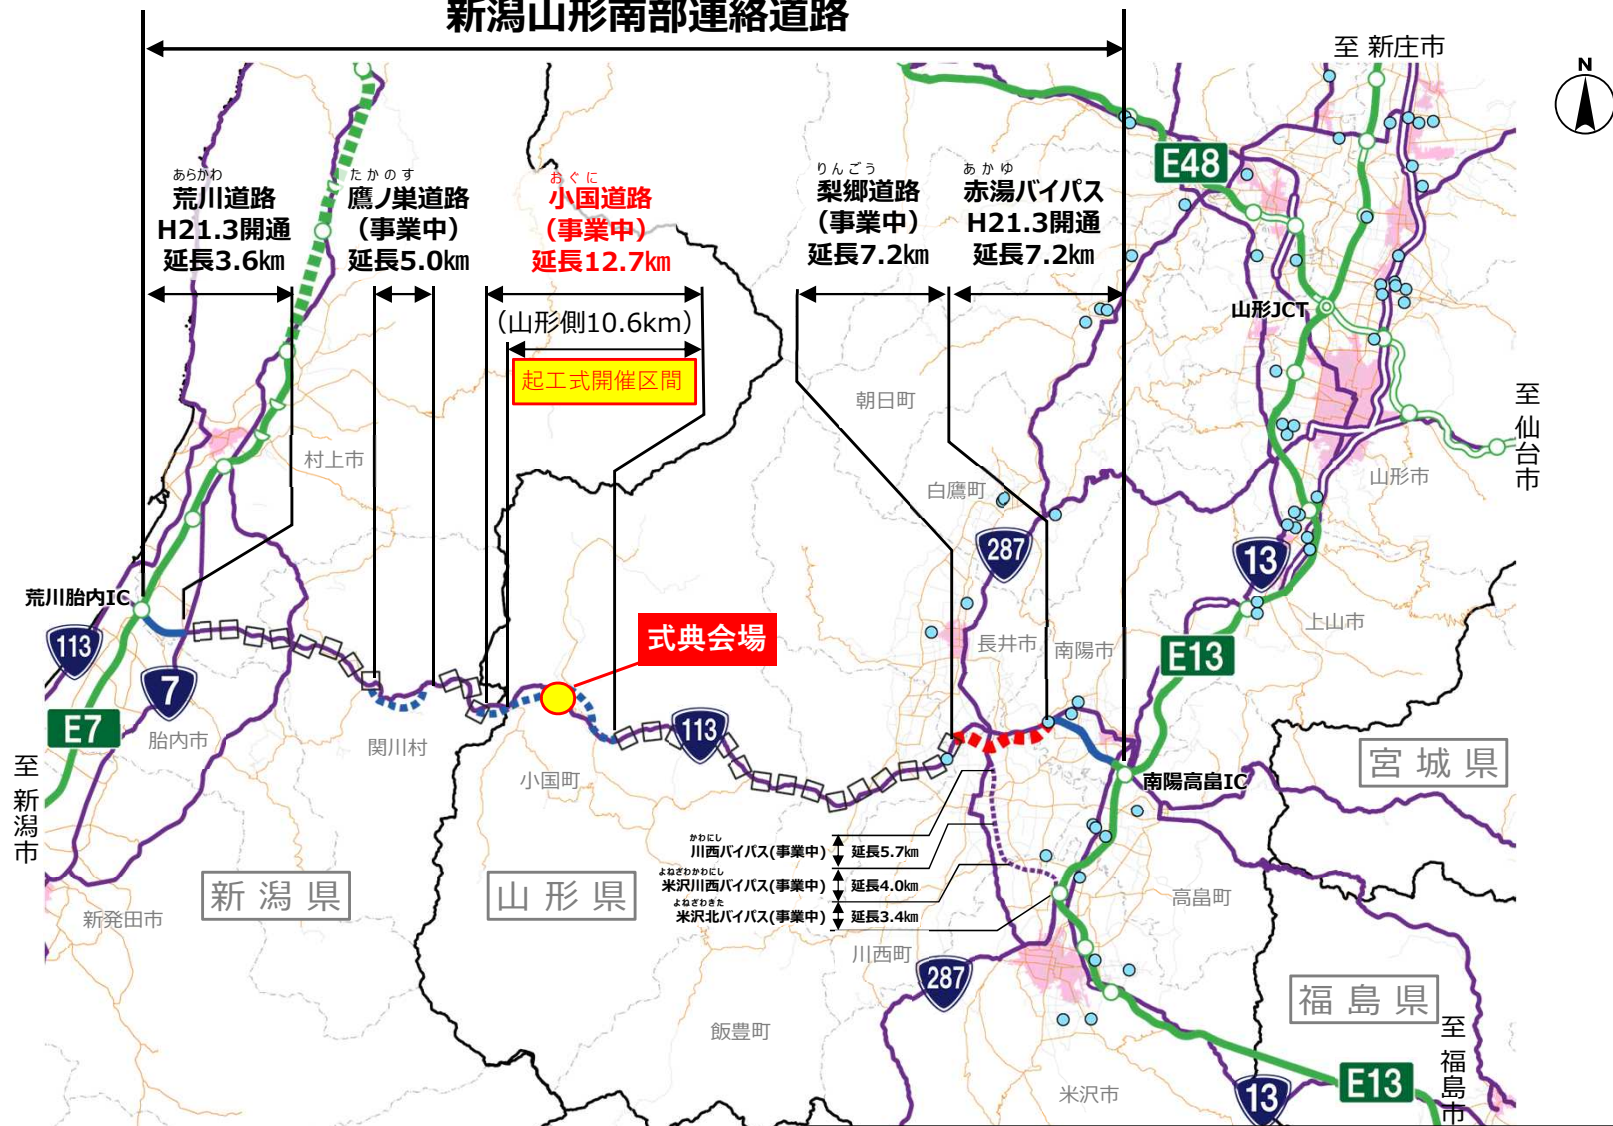 新潟山形南部連絡道路
至 新庄市
N
あらかわ
荒川道路
H21.3開通
延長3.6㎞
たかのす
鷹ノ巣道路
（事業中）
延長5.0㎞
おぐに
小国道路
（事業中）
延長12.7㎞
（山形側10.6km）
起工式開催区間
りんごう
梨郷道路
（事業中）
延長7.2㎞
あかゆ
赤湯バイパス
H21.3開通
延長7.2㎞
E48
山形JCT
至 仙台市
朝日町
村上市
白鷹町
山形市
287
13
荒川胎内IC
113
7
E7
胎内市
至 新潟市
関川村
式典会場
小国町
113
長井市
南陽市
上山市
E13
南陽高畠IC
宮城県
かわにし
川西バイパス(事業中) 延長5.7㎞
よねざわかわにし
米沢川西バイパス(事業中) 延長4.0㎞
よねざわきた
米沢北バイパス(事業中) 延長3.4㎞
新潟県
山形県
新発田市
高畠町
川西町
287
福島県
飯豊町
至 福島市
米沢市
13
E13